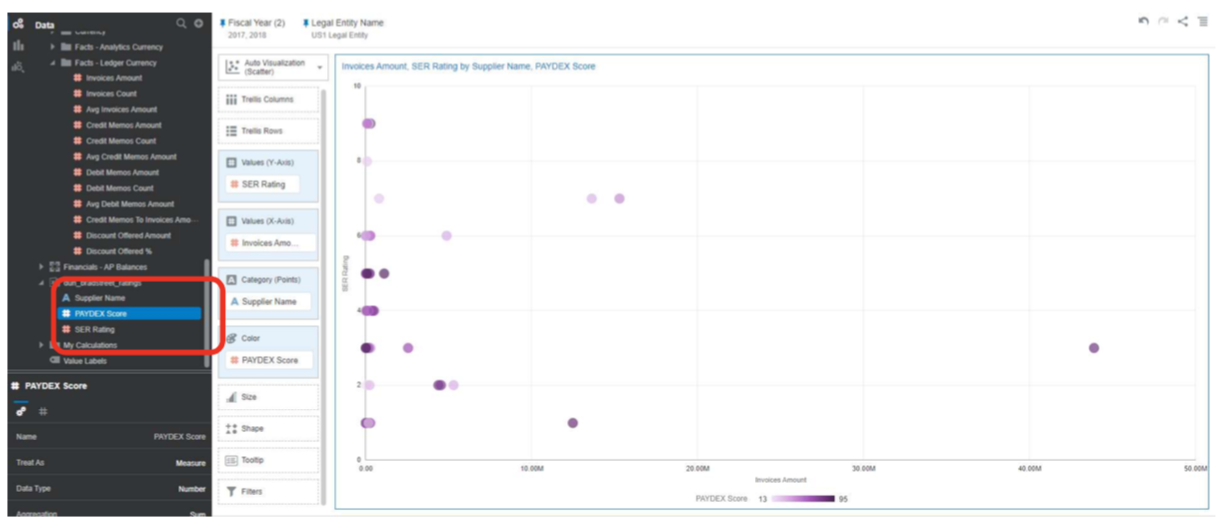 Data
Currency
Facts - Analytics Currency
Facts - Ledger Currency
Invoices Amount
Invoices Count
Avg Invoices Amount
Credit Memos Amount
Credit Memos Count
Avg Credit Memos Amount
Debit Memos Amount
Debit Memos Count
Avg Debit Memos Amount
Credit Memos To Invoices Amo...
Discount Offered Amount
Discount Offered %
Financials - AP Balances
dun_bradstreet_ratings
Supplier Name
PAYDEX Score
SER Rating
My Calculations
Value Labels
PAYDEX Score
Name PAYDEX Score
Treat As Measure
Data Type Number
Aggregation Sum
Fiscal Year (2) Legal Entity Name
2017, 2018 US1 Legal Entity
Auto Visualization
(Scatter)
Trellis Columns
Trellis Rows
Values (Y-Axis)
SER Rating
Values (X-Axis)
Invoices Amo...
Category (Points)
A Supplier Name
Color
PAYDEX Score
Size
Shape
Tooltip
Filters
Invoices Amount, SER Rating by Supplier Name, PAYDEX Score
10
8
6
4
2
0
SER Rating
0.00 10.00M 20.00M 30.00M 40.00M 50.00M
Invoices Amount
PAYDEX Score 13 95